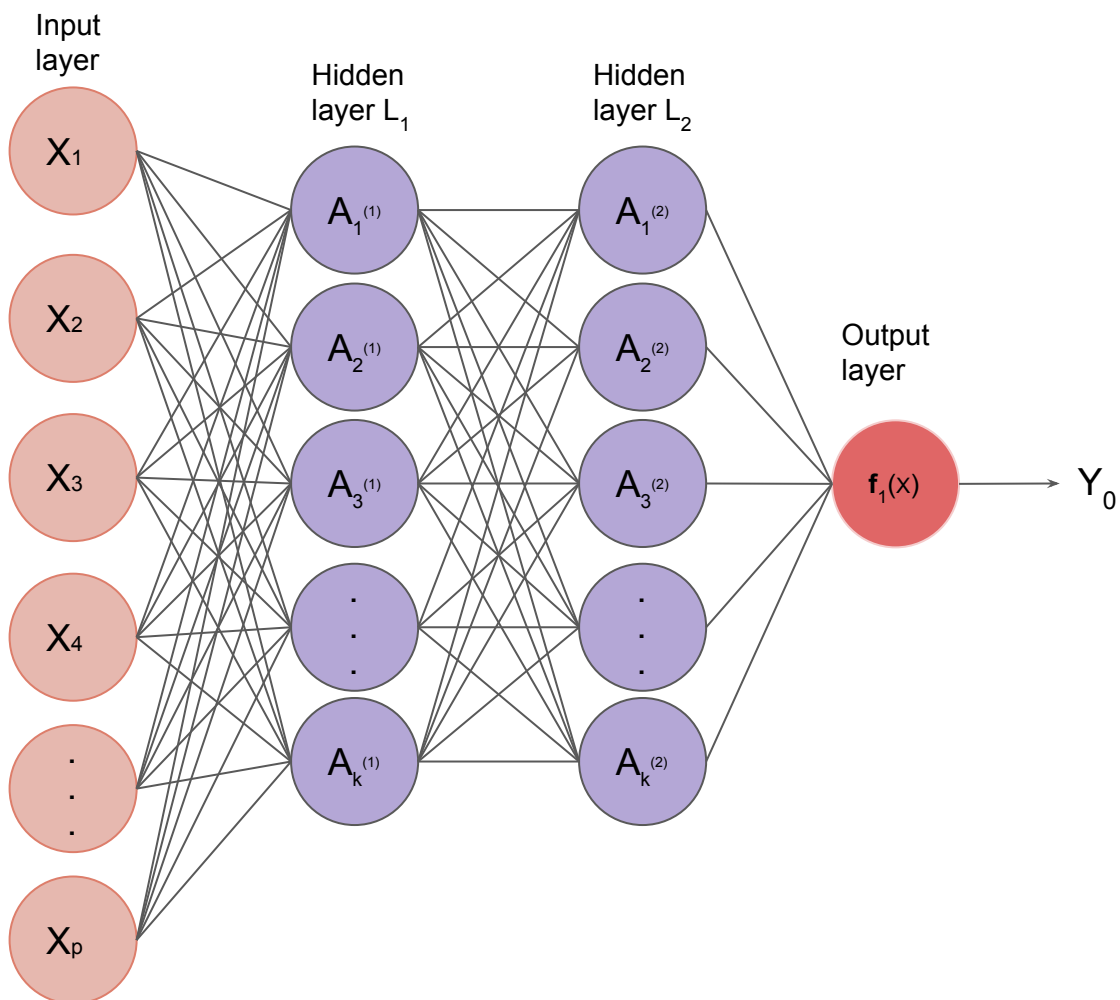 Input
layer
X₁
X₂
X₃
X₄
.
.
.
Xₚ
Hidden
layer L₁
A₁⁽¹⁾
A₂⁽¹⁾
A₃⁽¹⁾
.
.
.
Aₖ⁽¹⁾
Hidden
layer L₂
A₁⁽²⁾
A₂⁽²⁾
A₃⁽²⁾
.
.
.
Aₖ⁽²⁾
Output
layer
f₁(X)
Y₀